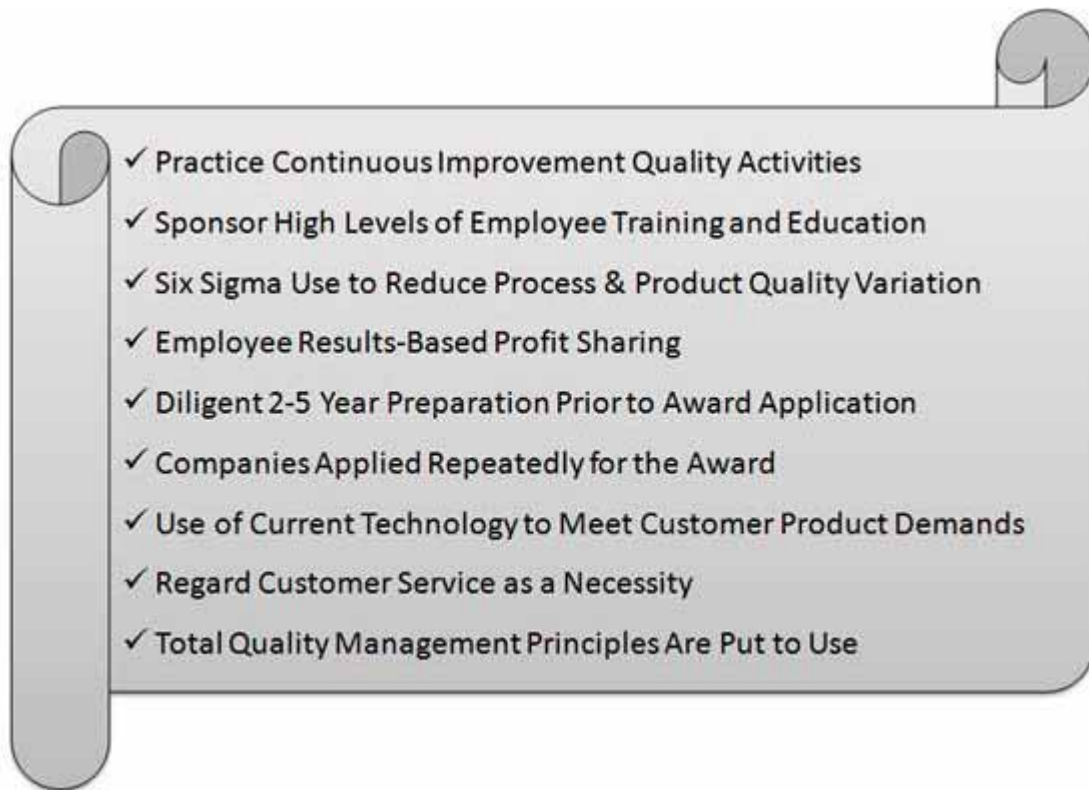 ✓ Practice Continuous Improvement Quality Activities
✓ Sponsor High Levels of Employee Training and Education
✓ Six Sigma Use to Reduce Process & Product Quality Variation
✓ Employee Results-Based Profit Sharing
✓ Diligent 2-5 Year Preparation Prior to Award Application
✓ Companies Applied Repeatedly for the Award
✓ Use of Current Technology to Meet Customer Product Demands
✓ Regard Customer Service as a Necessity
✓ Total Quality Management Principles Are Put to Use